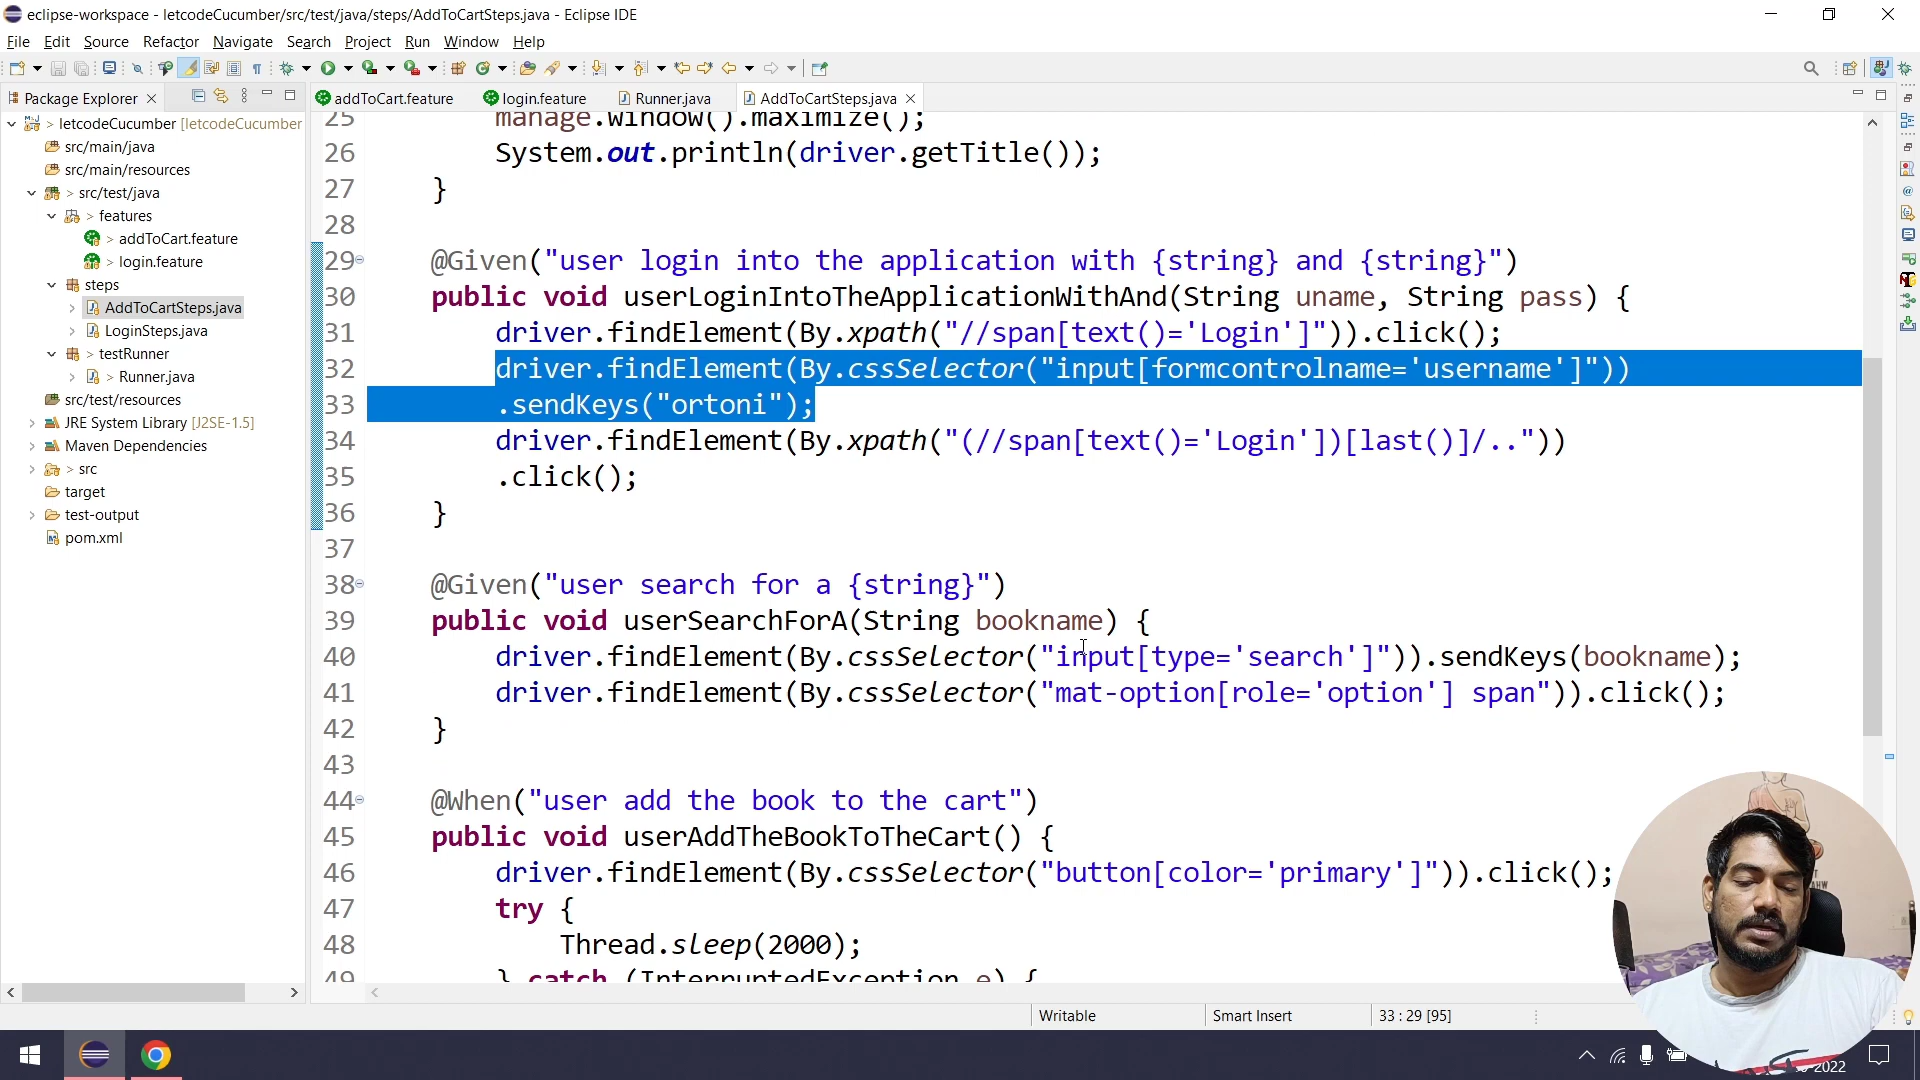 eclipse-workspace - letcodeCucumber/src/test/java/steps/AddToCartSteps.java - Eclipse IDE
File Edit Source Refactor Navigate Search Project Run Window Help
Package Explorer
addToCart.feature
login.feature
Runner.java
AddToCartSteps.java
> letcodeCucumber [letcodeCucumber
src/main/java
src/main/resources
> src/test/java
> features
> addToCart.feature
> login.feature
steps
AddToCartSteps.java
LoginSteps.java
> testRunner
> Runner.java
src/test/resources
JRE System Library [J2SE-1.5]
Maven Dependencies
> src
target
test-output
pom.xml
25 manage.window().maximize();
26 System.out.println(driver.getTitle());
27 }
28
29 @Given("user login into the application with {string} and {string}")
30 public void userLoginIntoTheApplicationWithAnd(String uname, String pass) {
31 driver.findElement(By.xpath("//span[text()='Login']")).click();
32 driver.findElement(By.cssSelector("input[formcontrolname='username']"))
33 .sendKeys("ortoni");
34 driver.findElement(By.xpath("(//span[text()='Login'])[last()]/.."))
35 .click();
36 }
37
38 @Given("user search for a {string}")
39 public void userSearchForA(String bookname) {
40 driver.findElement(By.cssSelector("input[type='search']")).sendKeys(bookname);
41 driver.findElement(By.cssSelector("mat-option[role='option'] span")).click();
42 }
43
44 @When("user add the book to the cart")
45 public void userAddTheBookToTheCart() {
46 driver.findElement(By.cssSelector("button[color='primary']")).click();
47 try {
48 Thread.sleep(2000);
49 } catch (InterruptedException e) {
Writable
Smart Insert
33 : 29 [95]